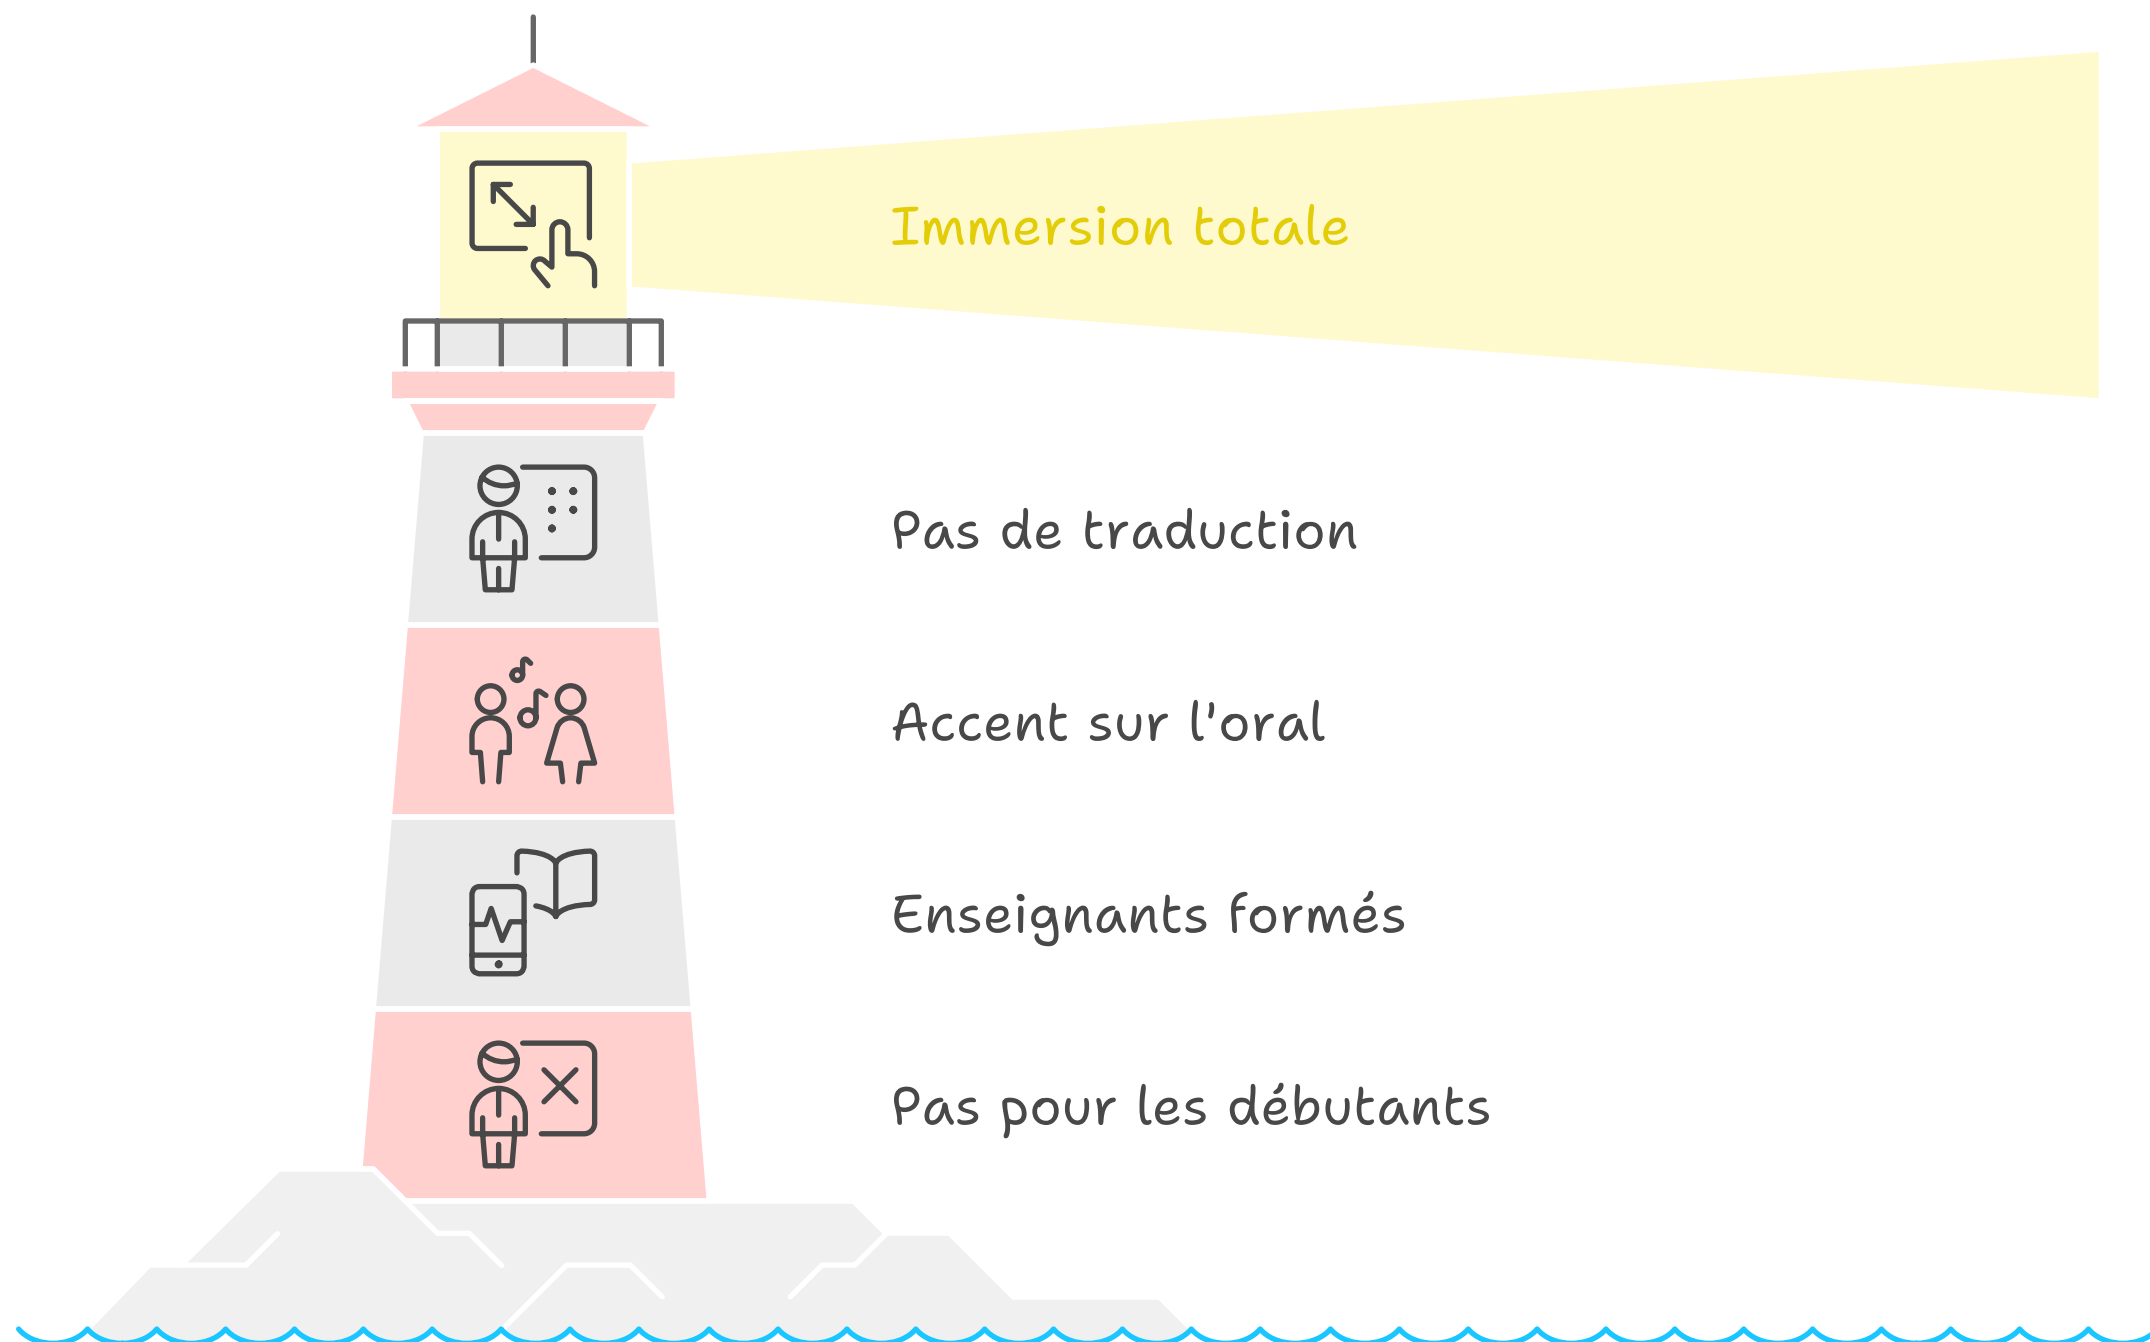 Immersion totale
Pas de traduction
Accent sur l'oral
Enseignants formés
Pas pour les débutants